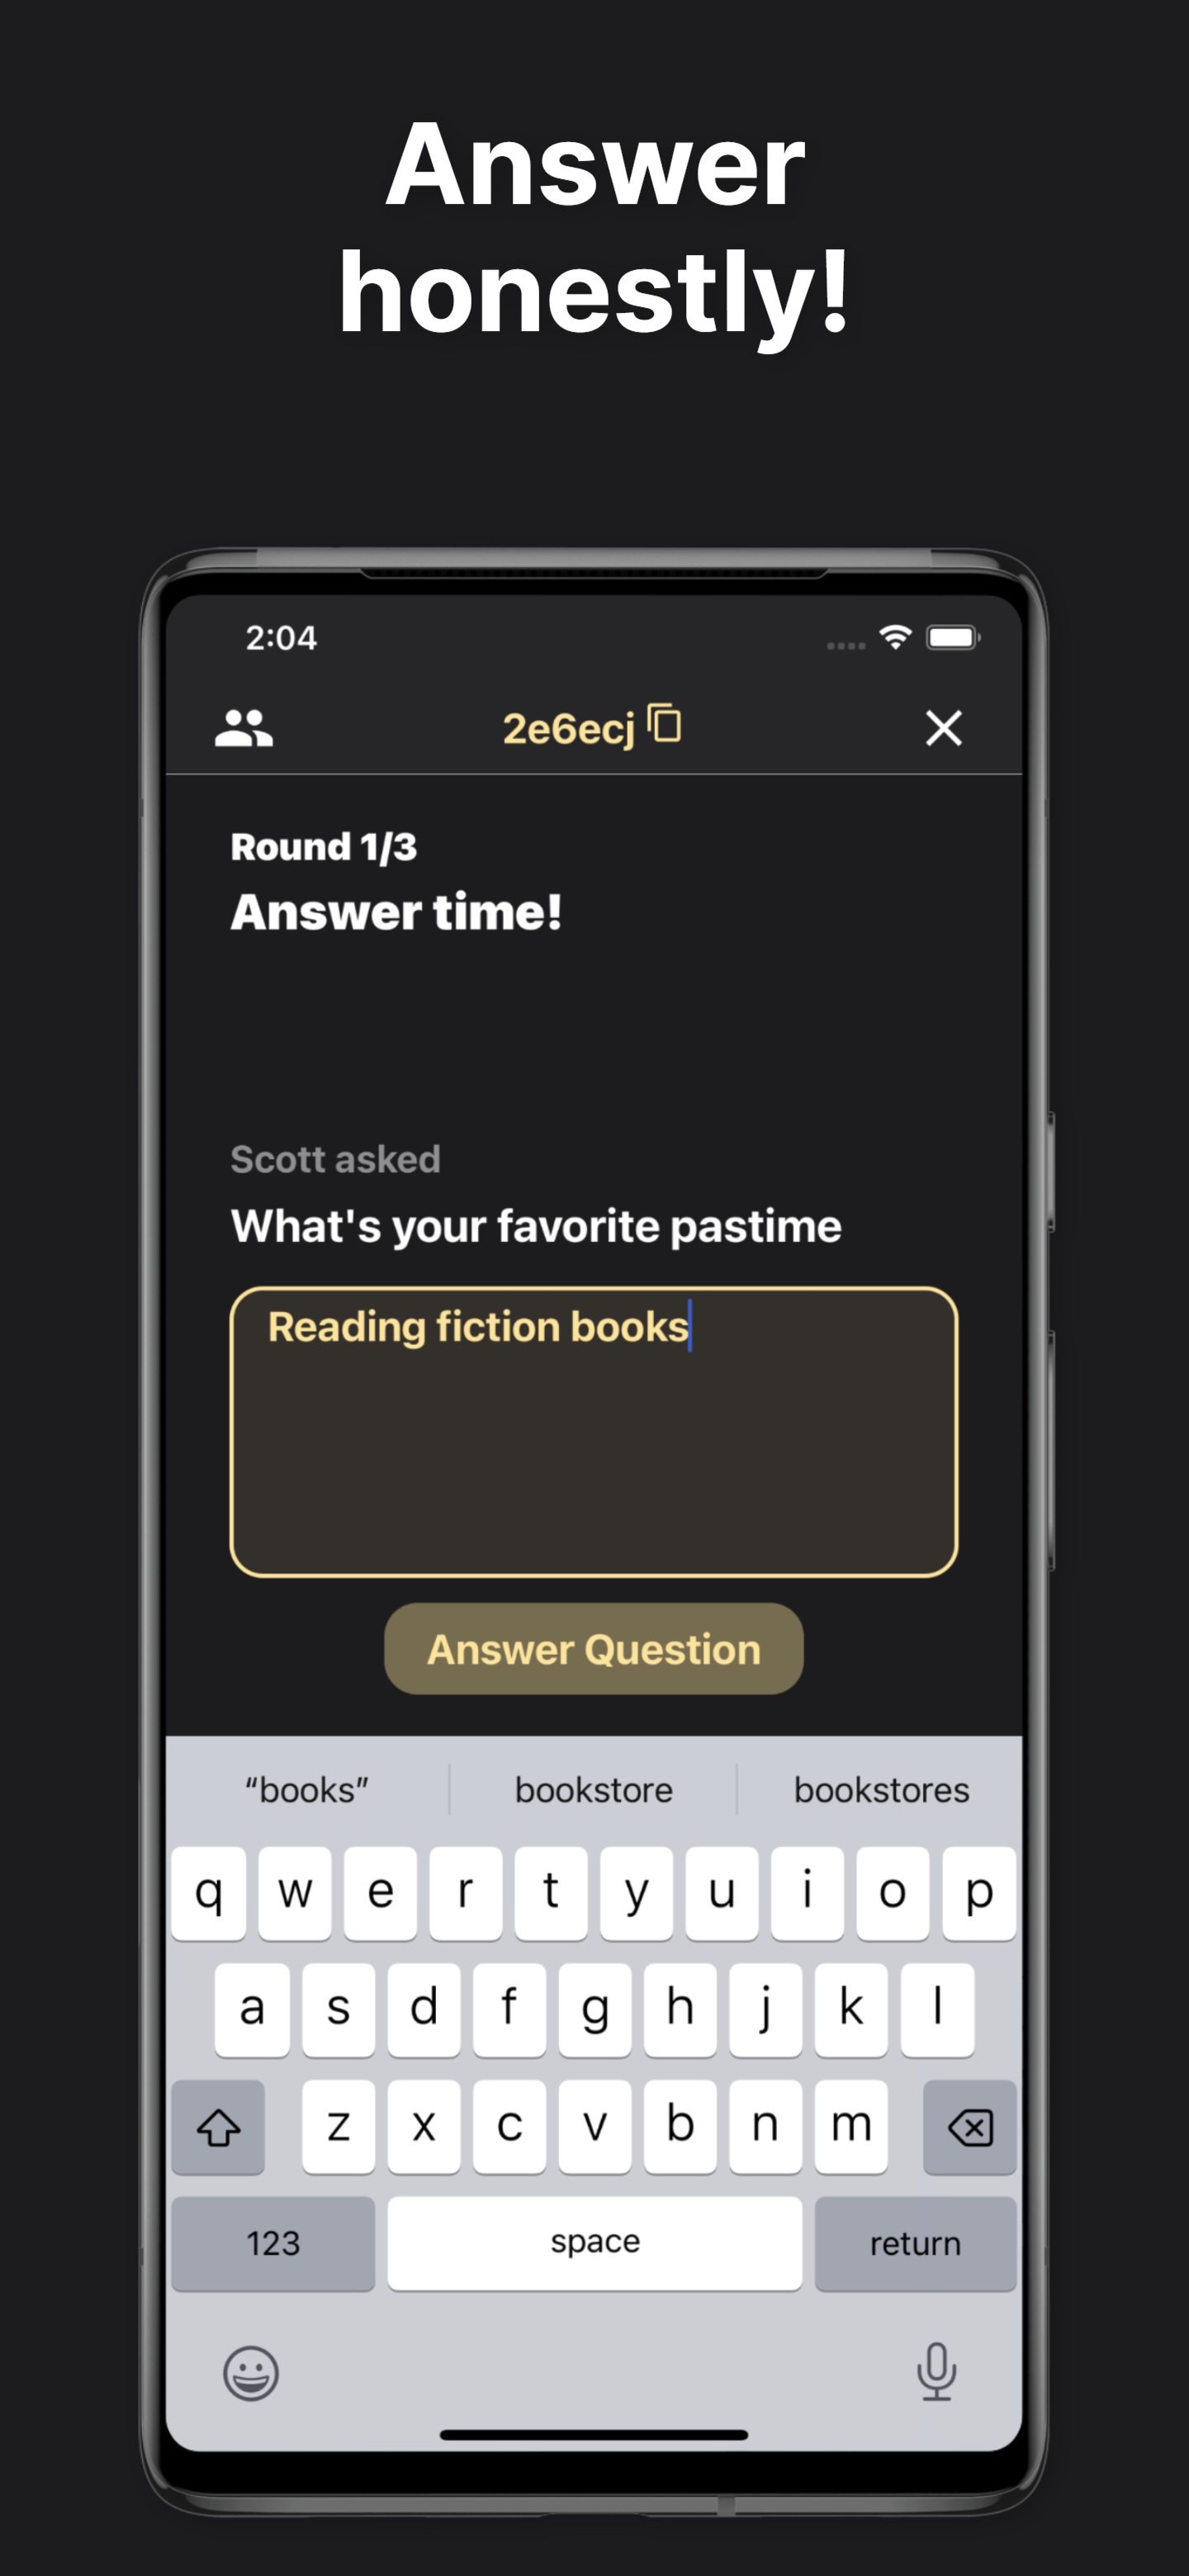 Answer
honestly!
2:04
2e6ecj
Round 1/3
Answer time!
Scott asked
What's your favorite pastime
Reading fiction books
Answer Question
“books” bookstore bookstores
q w e r t y u i o p
a s d f g h j k l
z x c v b n m
123 space return